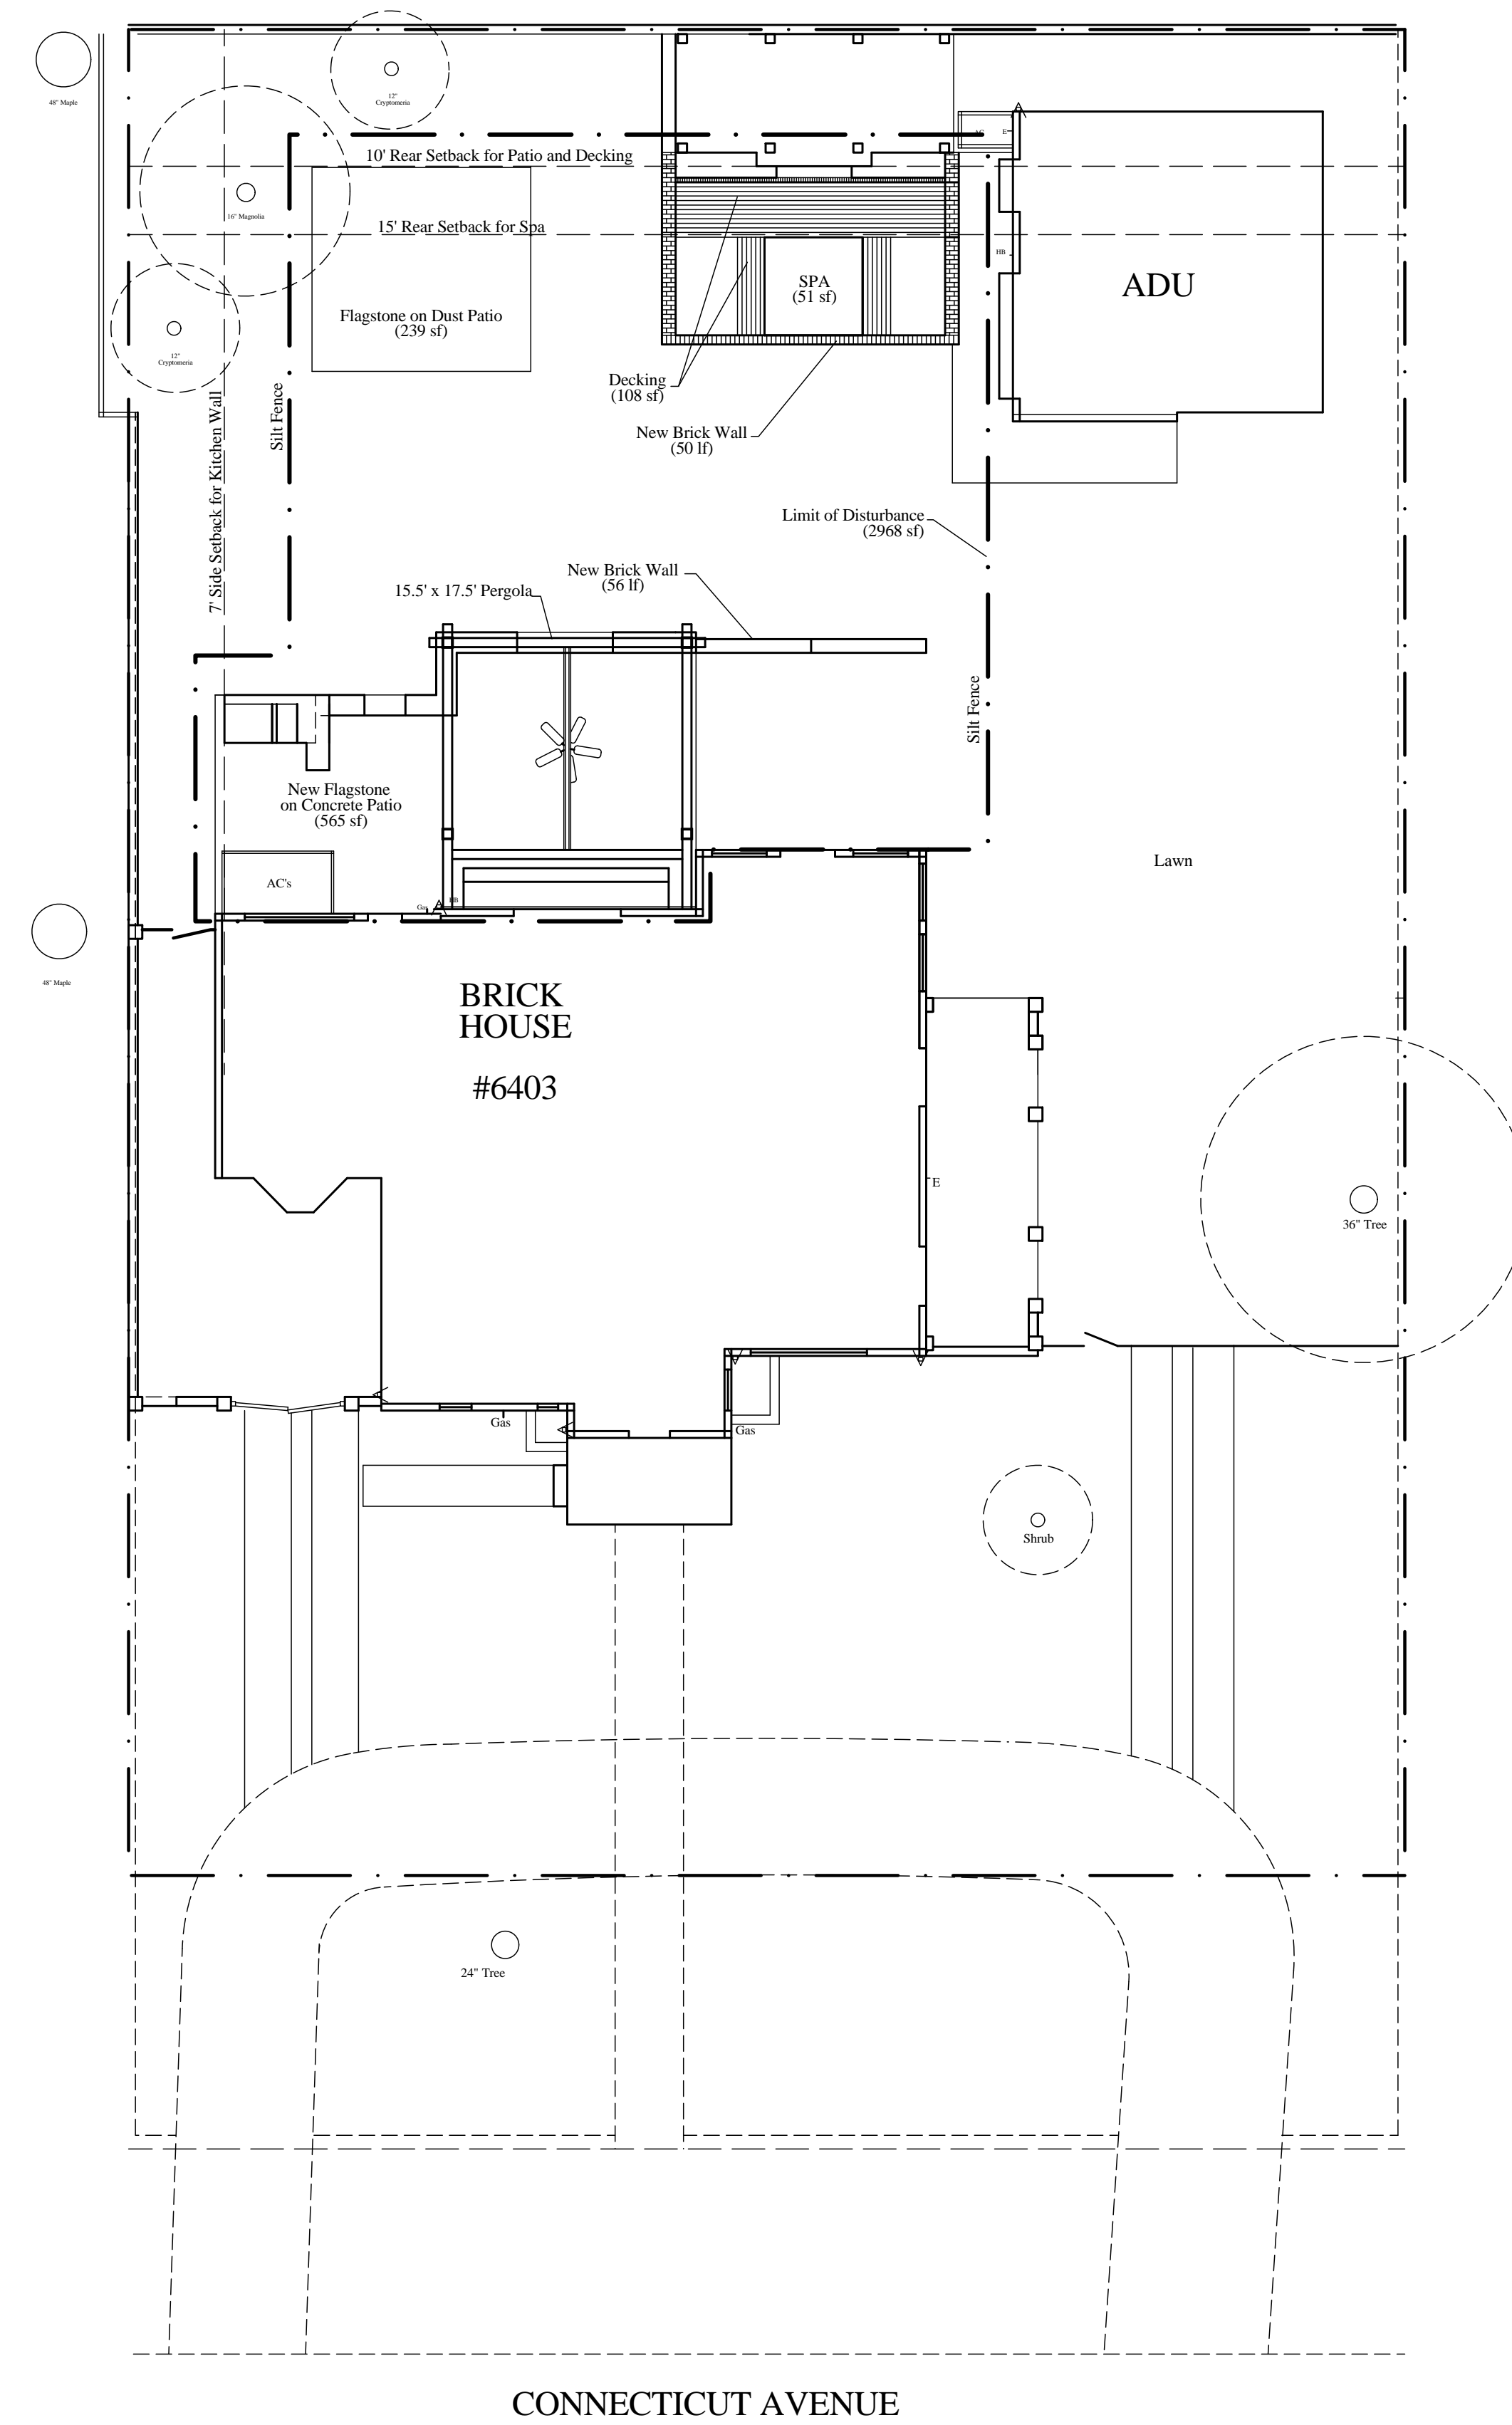 48" Maple
12"
Cryptomeria
AC
E
10' Rear Setback for Patio and Decking
16" Magnolia
15' Rear Setback for Spa
HB
SPA
(51 sf)
ADU
Flagstone on Dust Patio
(239 sf)
12"
Cryptomeria
Decking
(108 sf)
7' Side Setback for Kitchen Wall
Silt Fence
New Brick Wall
(50 lf)
Limit of Disturbance
(2968 sf)
New Brick Wall
(56 lf)
15.5' x 17.5' Pergola
Silt Fence
New Flagstone
on Concrete Patio
(565 sf)
Lawn
AC's
Gas
HB
48" Maple
BRICK
HOUSE
#6403
E
36" Tree
Gas
Gas
Shrub
24" Tree
CONNECTICUT AVENUE